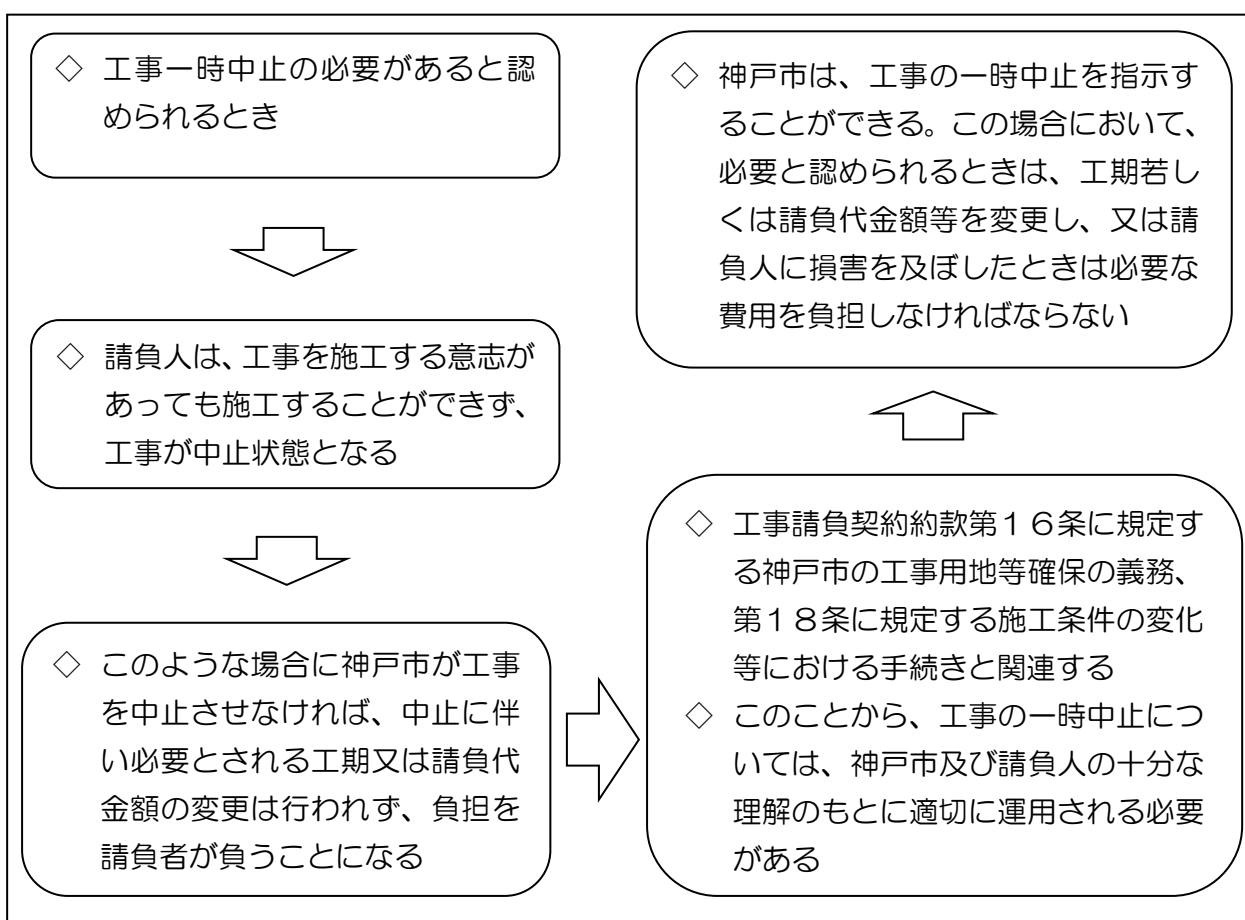 ◇ 工事一時中止の必要があると認
められるとき
◇ 請負人は、工事を施工する意志が
あっても施工することができず、
工事が中止状態となる
◇ このような場合に神戸市が工事
を中止させなければ、中止に伴
い必要とされる工期又は請負代
金額の変更は行われず、負担を
請負者が負うことになる
◇ 工事請負契約約款第１６条に規定す
る神戸市の工事用地等確保の義務、
第１８条に規定する施工条件の変化
等における手続きと関連する
◇ このことから、工事の一時中止につ
いては、神戸市及び請負人の十分な
理解のもとに適切に運用される必要
がある
◇ 神戸市は、工事の一時中止を指示す
ることができる。この場合において、
必要と認められるときは、工期若し
くは請負代金額等を変更し、又は請
負人に損害を及ぼしたときは必要な
費用を負担しなければならない